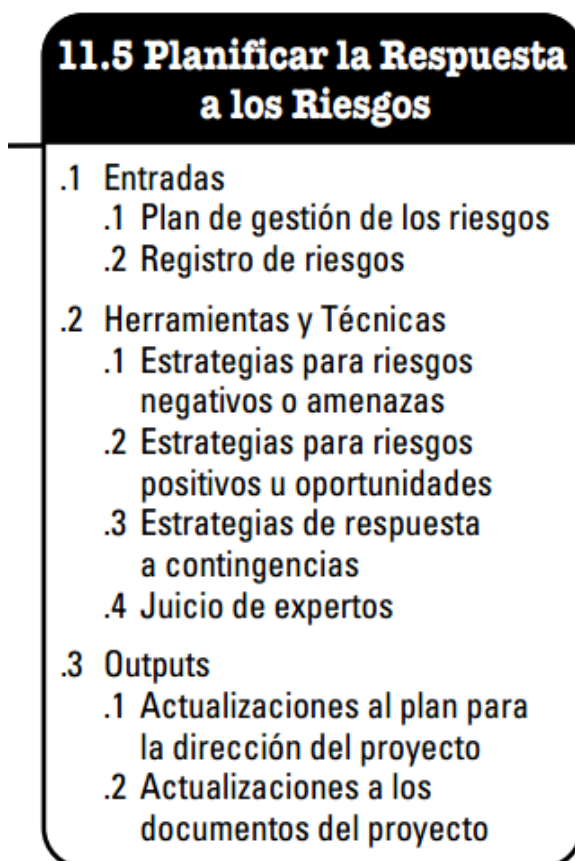 11.5 Planificar la Respuesta
a los Riesgos
.1 Entradas
.1 Plan de gestión de los riesgos
.2 Registro de riesgos
.2 Herramientas y Técnicas
.1 Estrategias para riesgos
negativos o amenazas
.2 Estrategias para riesgos
positivos u oportunidades
.3 Estrategias de respuesta
a contingencias
.4 Juicio de expertos
.3 Outputs
.1 Actualizaciones al plan para
la dirección del proyecto
.2 Actualizaciones a los
documentos del proyecto